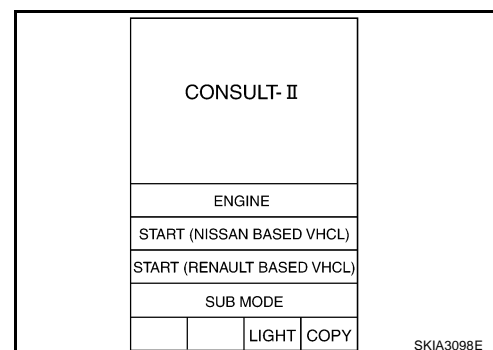 CONSULT-II
ENGINE
START (NISSAN BASED VHCL)
START (RENAULT BASED VHCL)
SUB MODE
LIGHT COPY
SKIA3098E